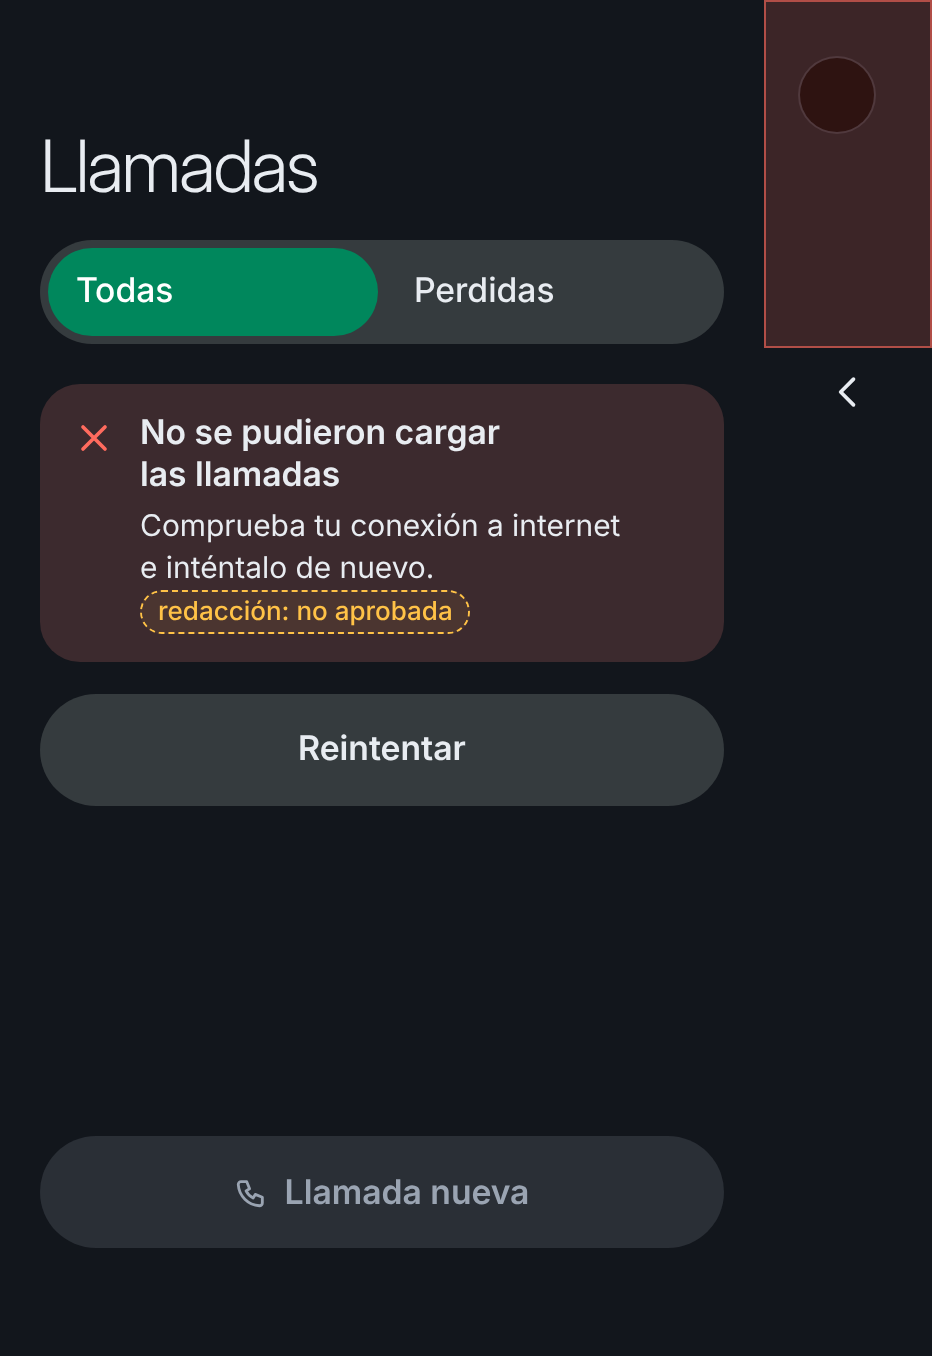 Llamadas
Todas
Perdidas
No se pudieron cargar
las llamadas
Comprueba tu conexión a internet
e inténtalo de nuevo.
redacción: no aprobada
Reintentar
Llamada nueva